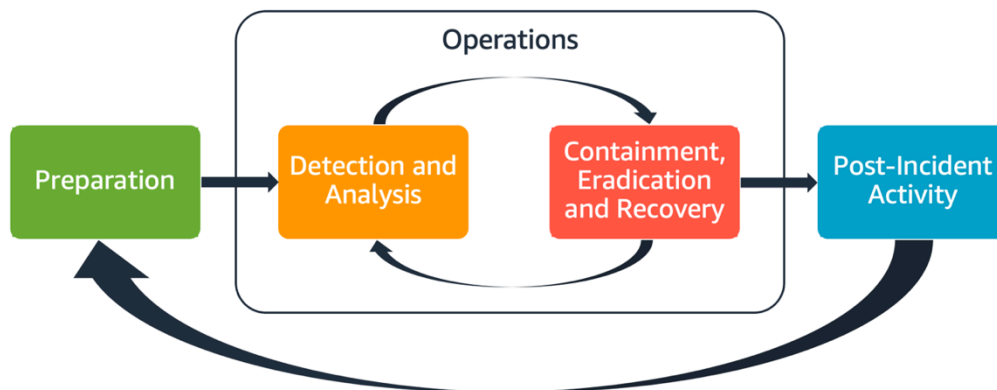 Operations
Preparation
Detection and
Analysis
Containment,
Eradication
and Recovery
Post-Incident
Activity